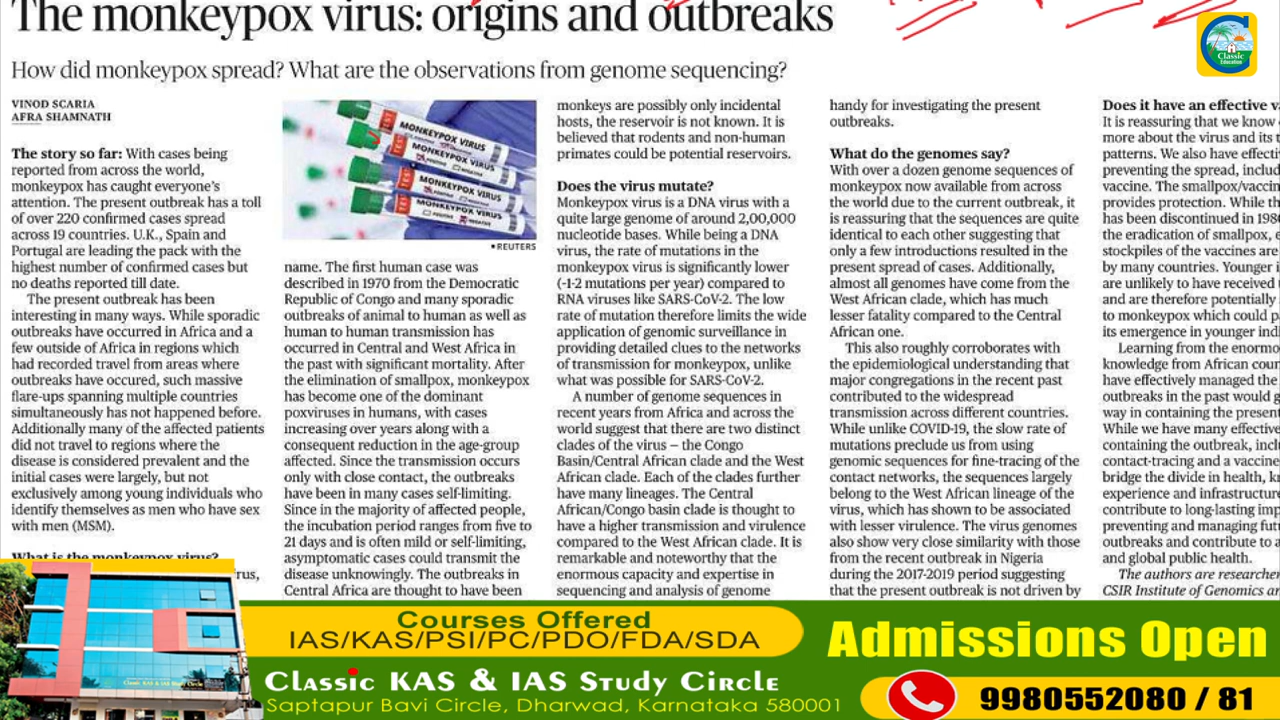 The monkeypox virus: origins and outbreaks
How did monkeypox spread? What are the observations from genome sequencing?
VINOD SCARIA
AFRA SHAMNATH
The story so far: With cases being
reported from across the world,
monkeypox has caught everyone's
attention. The present outbreak has a toll
of over 220 confirmed cases spread
across 19 countries. U.K., Spain and
Portugal are leading the pack with the
highest number of confirmed cases but
no deaths reported till date.
The present outbreak has been
interesting in many ways. While sporadic
outbreaks have occurred in Africa and a
few outside of Africa in regions which
had recorded travel from areas where
outbreaks have occured, such massive
flare-ups spanning multiple countries
simultaneously has not happened before.
Additionally many of the affected patients
did not travel to regions where the
disease is considered prevalent and the
initial cases were largely, but not
exclusively among young individuals who
identify themselves as men who have sex
with men (MSM).
What is the monkeypox virus?
MONKEYPOX VIRUS
MONKEYPOX VIRUS
MONKEYPOX VIRUS
MONKEYPOX VIRUS
• REUTERS
name. The first human case was
described in 1970 from the Democratic
Republic of Congo and many sporadic
outbreaks of animal to human as well as
human to human transmission has
occurred in Central and West Africa in
the past with significant mortality. After
the elimination of smallpox, monkeypox
has become one of the dominant
poxviruses in humans, with cases
increasing over years along with a
consequent reduction in the age-group
affected. Since the transmission occurs
only with close contact, the outbreaks
have been in many cases self-limiting.
Since in the majority of affected people,
the incubation period ranges from five to
21 days and is often mild or self-limiting,
asymptomatic cases could transmit the
disease unknowingly. The outbreaks in
Central Africa are thought to have been
monkeys are possibly only incidental
hosts, the reservoir is not known. It is
believed that rodents and non-human
primates could be potential reservoirs.
Does the virus mutate?
Monkeypox virus is a DNA virus with a
quite large genome of around 2,00,000
nucleotide bases. While being a DNA
virus, the rate of mutations in the
monkeypox virus is significantly lower
(~1-2 mutations per year) compared to
RNA viruses like SARS-CoV-2. The low
rate of mutation therefore limits the wide
application of genomic surveillance in
providing detailed clues to the networks
of transmission for monkeypox, unlike
what was possible for SARS-CoV-2.
A number of genome sequences in
recent years from Africa and across the
world suggest that there are two distinct
clades of the virus — the Congo
Basin/Central African clade and the West
African clade. Each of the clades further
have many lineages. The Central
African/Congo basin clade is thought to
have a higher transmission and virulence
compared to the West African clade. It is
remarkable and noteworthy that the
enormous capacity and expertise in
sequencing and analysis of genome
handy for investigating the present
outbreaks.
What do the genomes say?
With over a dozen genome sequences of
monkeypox now available from across
the world due to the current outbreak, it
is reassuring that the sequences are quite
identical to each other suggesting that
only a few introductions resulted in the
present spread of cases. Additionally,
almost all genomes have come from the
West African clade, which has much
lesser fatality compared to the Central
African one.
This also roughly corroborates with
the epidemiological understanding that
major congregations in the recent past
contributed to the widespread
transmission across different countries.
While unlike COVID-19, the slow rate of
mutations preclude us from using
genomic sequences for fine-tracing of the
contact networks, the sequences largely
belong to the West African lineage of the
virus, which has shown to be associated
with lesser virulence. The virus genomes
also show very close similarity with those
from the recent outbreak in Nigeria
during the 2017-2019 period suggesting
that the present outbreak is not driven by
Does it have an effective
It is reassuring that we know
more about the virus and its
patterns. We also have
preventing the spread,
vaccine. The
provides protection. While
has been discontinued in
the eradication of smallpox,
stockpiles of the vaccines are
by many countries. Younger
are unlikely to have received
and are therefore potentially
to monkeypox which could
its emergence in younger
Learning from the
knowledge from African
have effectively managed the
outbreaks in the past would
way in containing the present
While we have many
containing the outbreak,
contact-tracing and a
bridge the divide in health,
experience and
contribute to long-lasting
preventing and managing
outbreaks and contribute to
and global public health.
The authors are
CSIR Institute of Genomics
Classic
Education
Courses Offered
IAS/KAS/PSI/PC/PDO/FDA/SDA
Classic KAS & IAS Study Circle
Saptapur Bavi Circle, Dharwad, Karnataka 580001
Admissions Open
9980552080 / 81